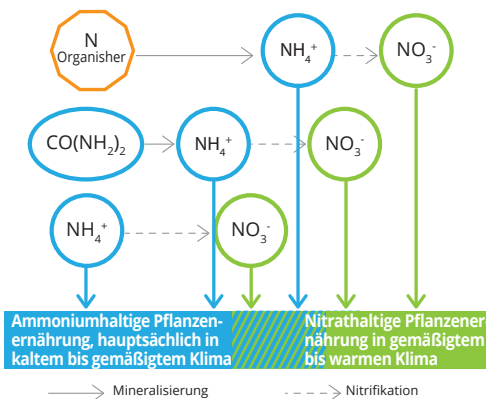 N
Organisher
NH₄⁺
NO₃⁻
CO(NH₂)₂
NH₄⁺
NO₃⁻
NH₄⁺
NO₃⁻
Ammoniumhaltige Pflanzen-
ernährung, hauptsächlich in
kaltem bis gemäßigtem Klima
Nitrathaltige Pflanzener-
nährung in gemäßigtem
bis warmen Klima
Mineralisierung
Nitrifikation